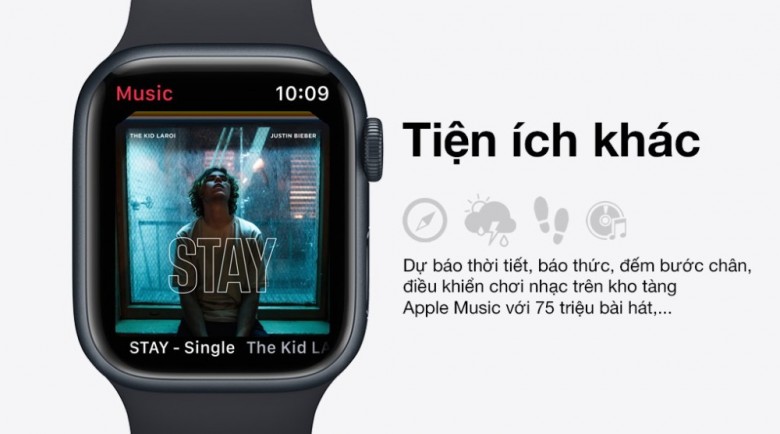 Music 10:09
THE KID LAROI JUSTIN BIEBER
STAY
STAY - Single The Kid LA
Tiện ích khác
Dự báo thời tiết, báo thức, đếm bước chân,
điều khiển chơi nhạc trên kho tàng
Apple Music với 75 triệu bài hát,...